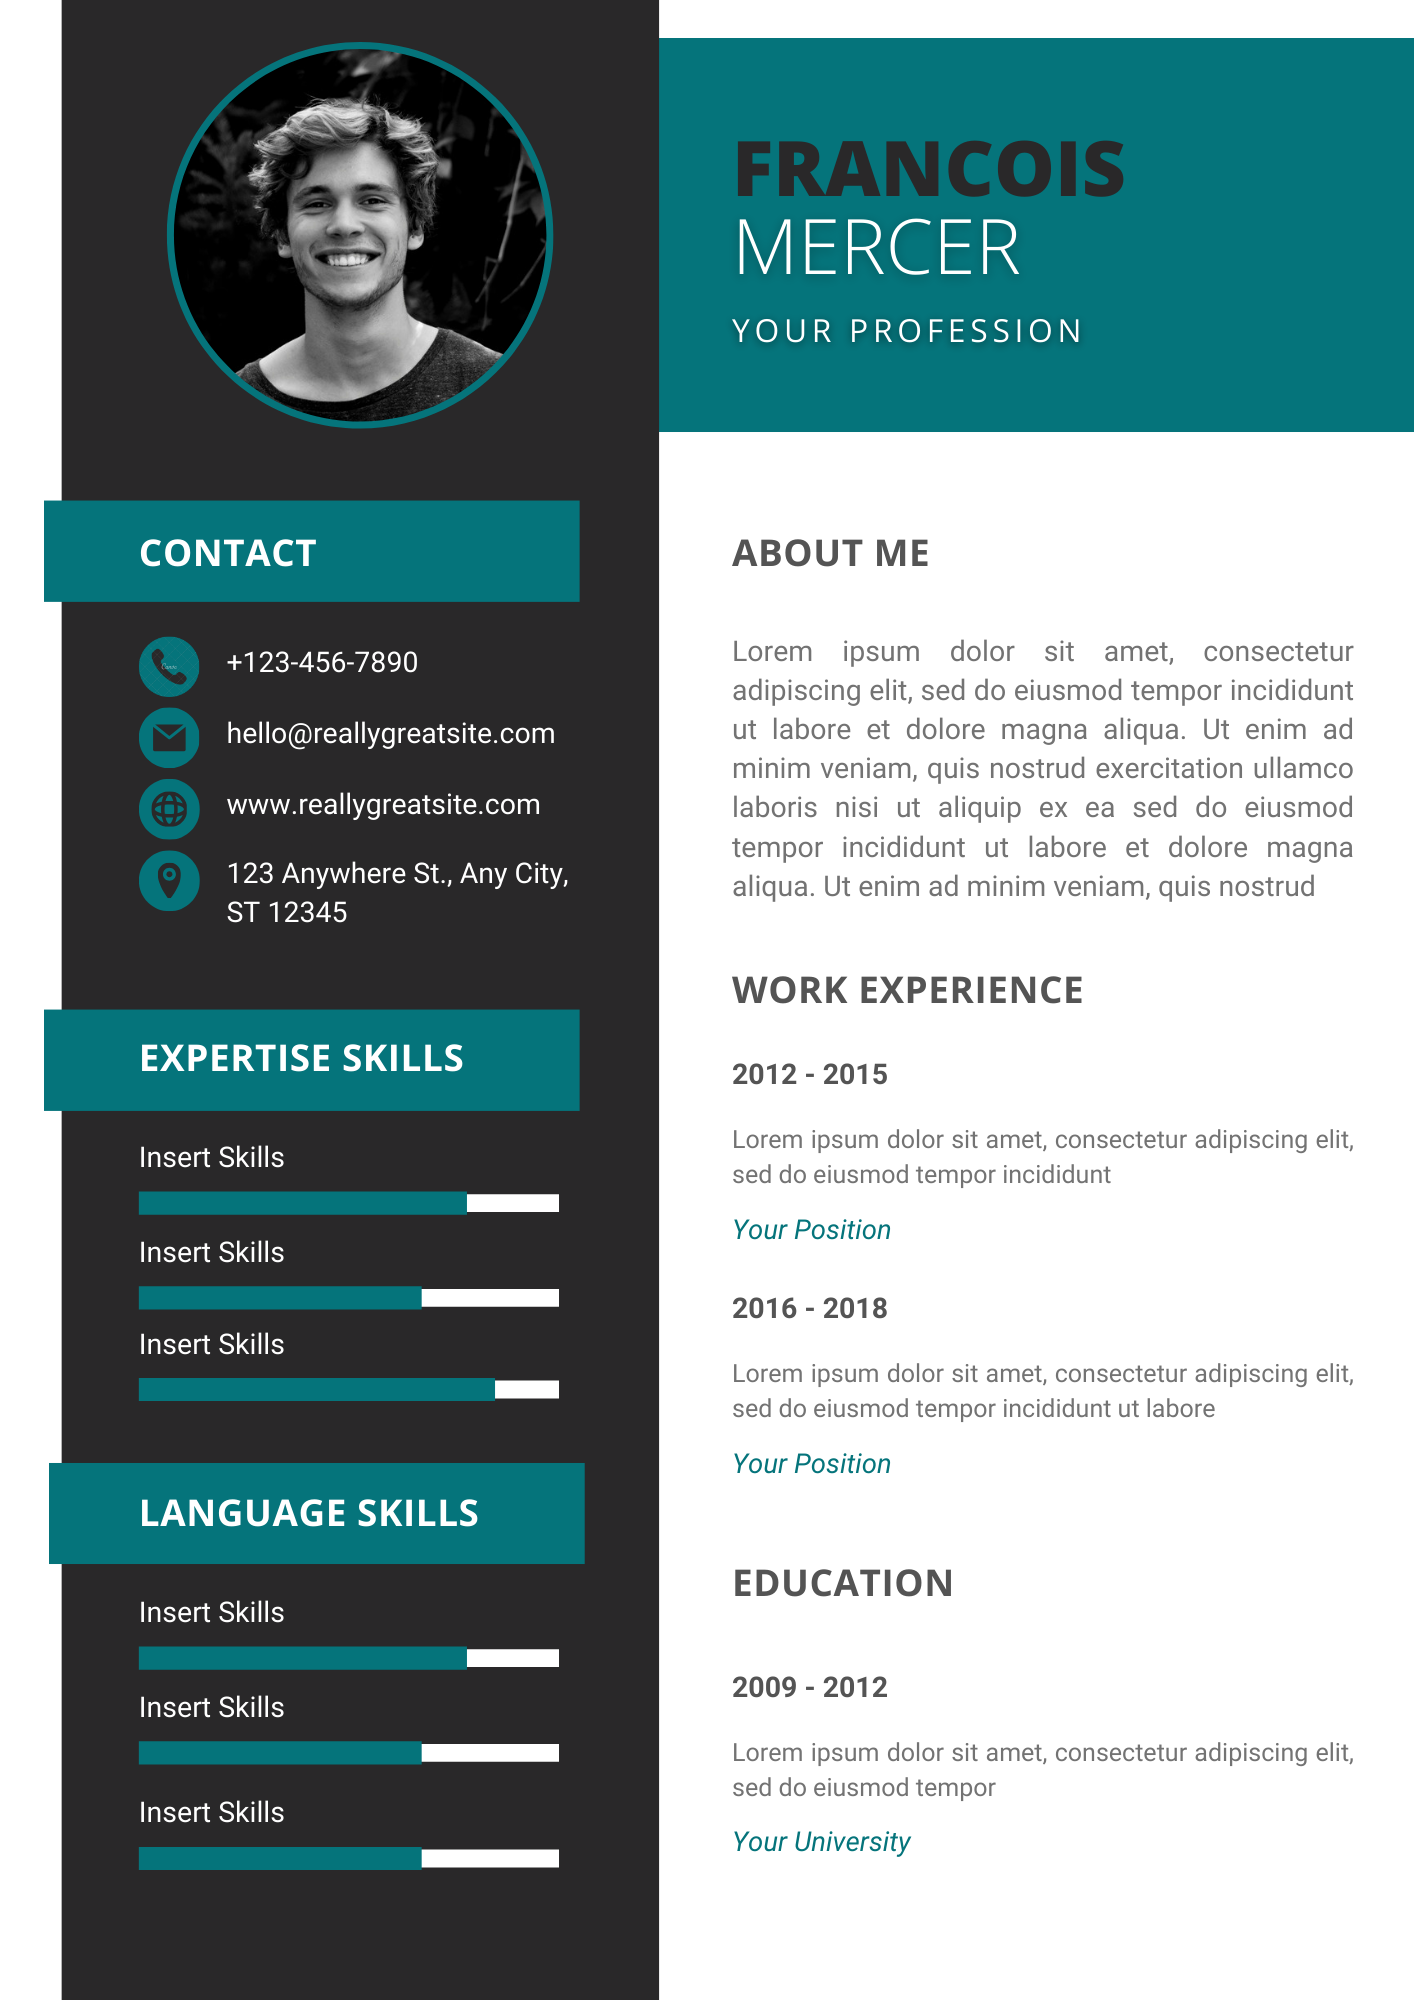 FRANCOIS
MERCER
YOUR PROFESSION
CONTACT
+123-456-7890
hello@reallygreatsite.com
www.reallygreatsite.com
123 Anywhere St., Any City,
ST 12345
EXPERTISE SKILLS
Insert Skills
Insert Skills
Insert Skills
LANGUAGE SKILLS
Insert Skills
Insert Skills
Insert Skills
ABOUT ME
Lorem ipsum dolor sit amet, consectetur
adipiscing elit, sed do eiusmod tempor incididunt
ut labore et dolore magna aliqua. Ut enim ad
minim veniam, quis nostrud exercitation ullamco
laboris nisi ut aliquip ex ea sed do eiusmod
tempor incididunt ut labore et dolore magna
aliqua. Ut enim ad minim veniam, quis nostrud
WORK EXPERIENCE
2012 - 2015
Lorem ipsum dolor sit amet, consectetur adipiscing elit,
sed do eiusmod tempor incididunt
Your Position
2016 - 2018
Lorem ipsum dolor sit amet, consectetur adipiscing elit,
sed do eiusmod tempor incididunt ut labore
Your Position
EDUCATION
2009 - 2012
Lorem ipsum dolor sit amet, consectetur adipiscing elit,
sed do eiusmod tempor
Your University